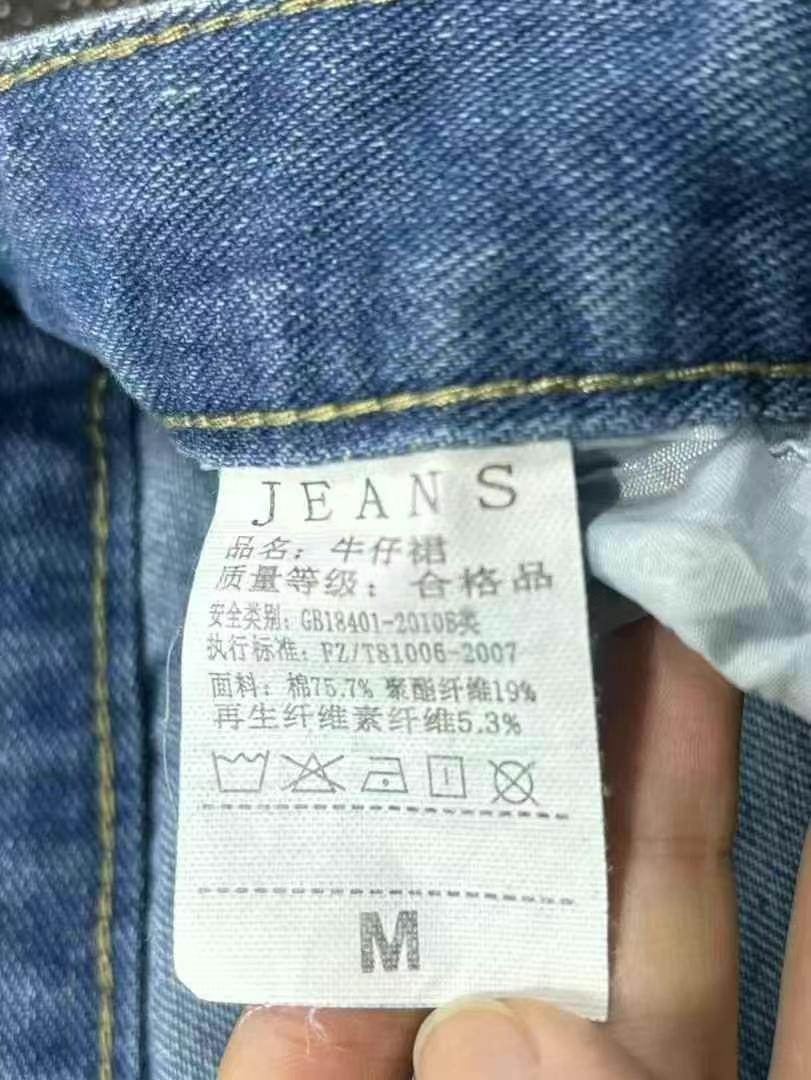 JEANS
品名：牛仔裙
质量等级：合格品
安全类别：GB18401-2010B类
执行标准：FZ/T81006-2007
面料：棉75.7% 聚酯纤维19%
再生纤维素纤维5.3%
M